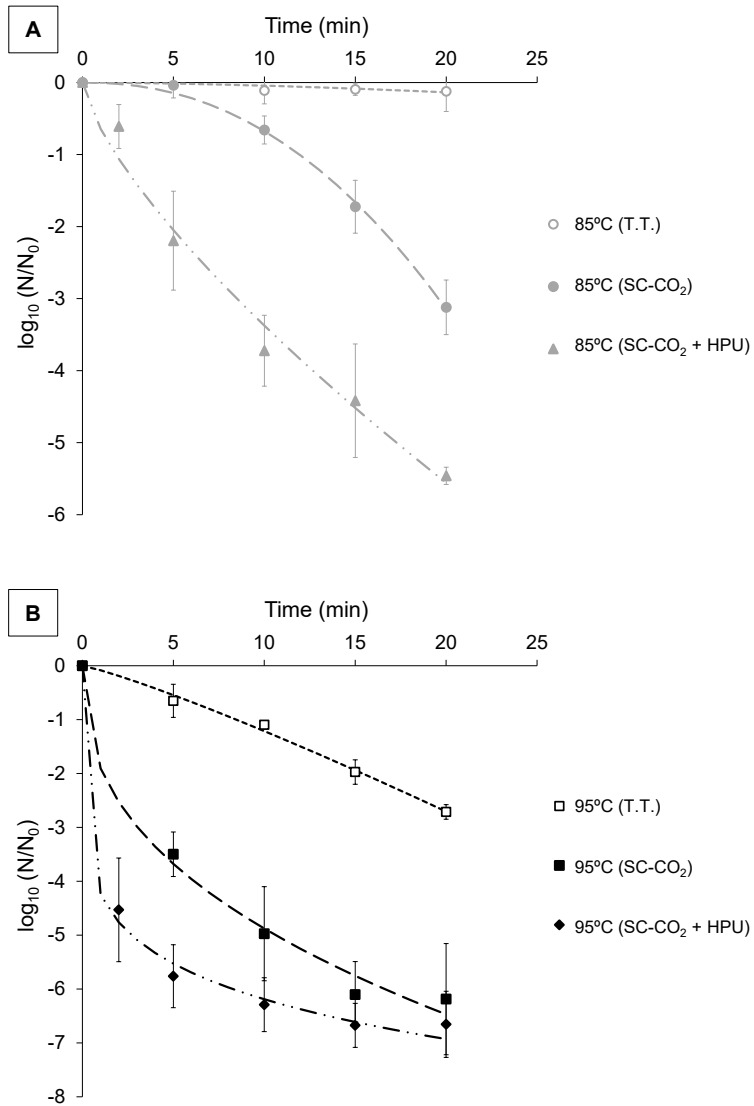 A
Time (min)
0 5 10 15 20 25
0
-1
-2
-3
-4
-5
-6
log₁₀ (N/N₀)
85ºC (T.T.)
85ºC (SC-CO₂)
85ºC (SC-CO₂ + HPU)
B
Time (min)
0 5 10 15 20 25
0
-1
-2
-3
-4
-5
-6
-7
-8
log₁₀ (N/N₀)
95ºC (T.T.)
95ºC (SC-CO₂)
95ºC (SC-CO₂ + HPU)